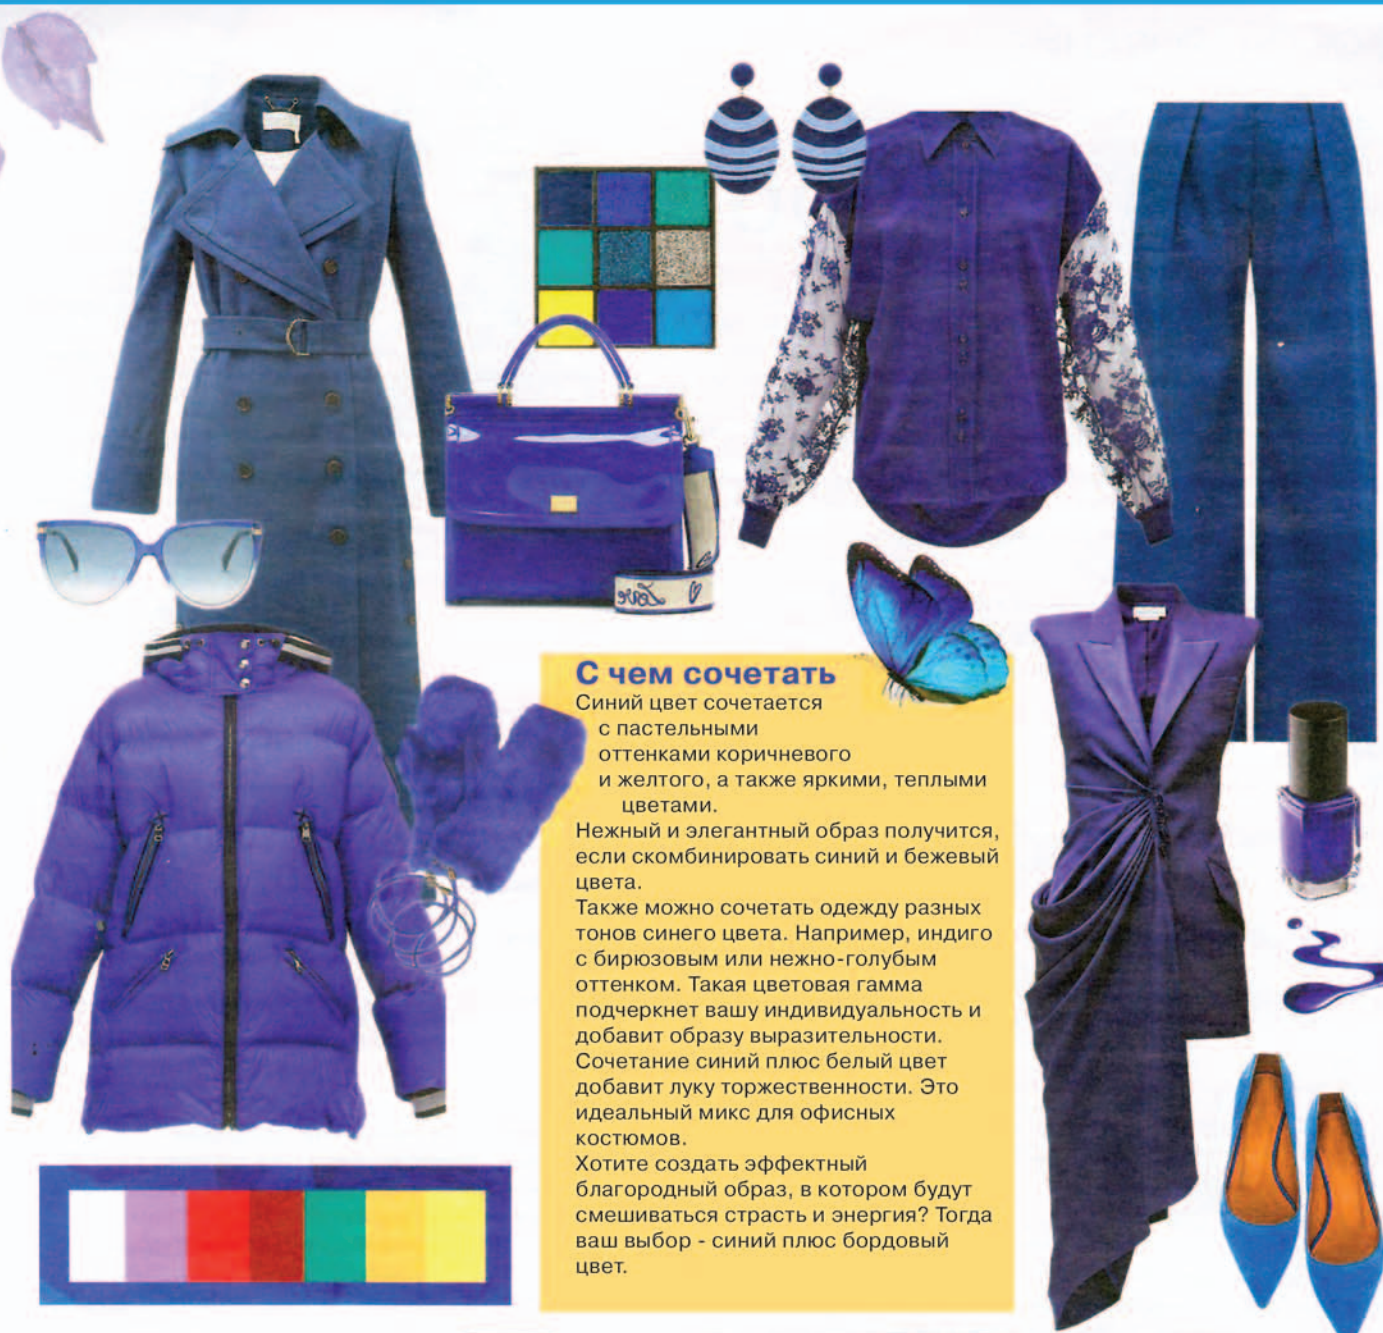 С чем сочетать
Синий цвет сочетается
с пастельными
оттенками коричневого
и желтого, а также яркими, теплыми
цветами.
Нежный и элегантный образ получится,
если скомбинировать синий и бежевый
цвета.
Также можно сочетать одежду разных
тонов синего цвета. Например, индиго
с бирюзовым или нежно-голубым
оттенком. Такая цветовая гамма
подчеркнет вашу индивидуальность и
добавит образу выразительности.
Сочетание синий плюс белый цвет
добавит луку торжественности. Это
идеальный микс для офисных
костюмов.
Хотите создать эффектный
благородный образ, в котором будут
смешиваться страсть и энергия? Тогда
ваш выбор - синий плюс бордовый
цвет.
Love